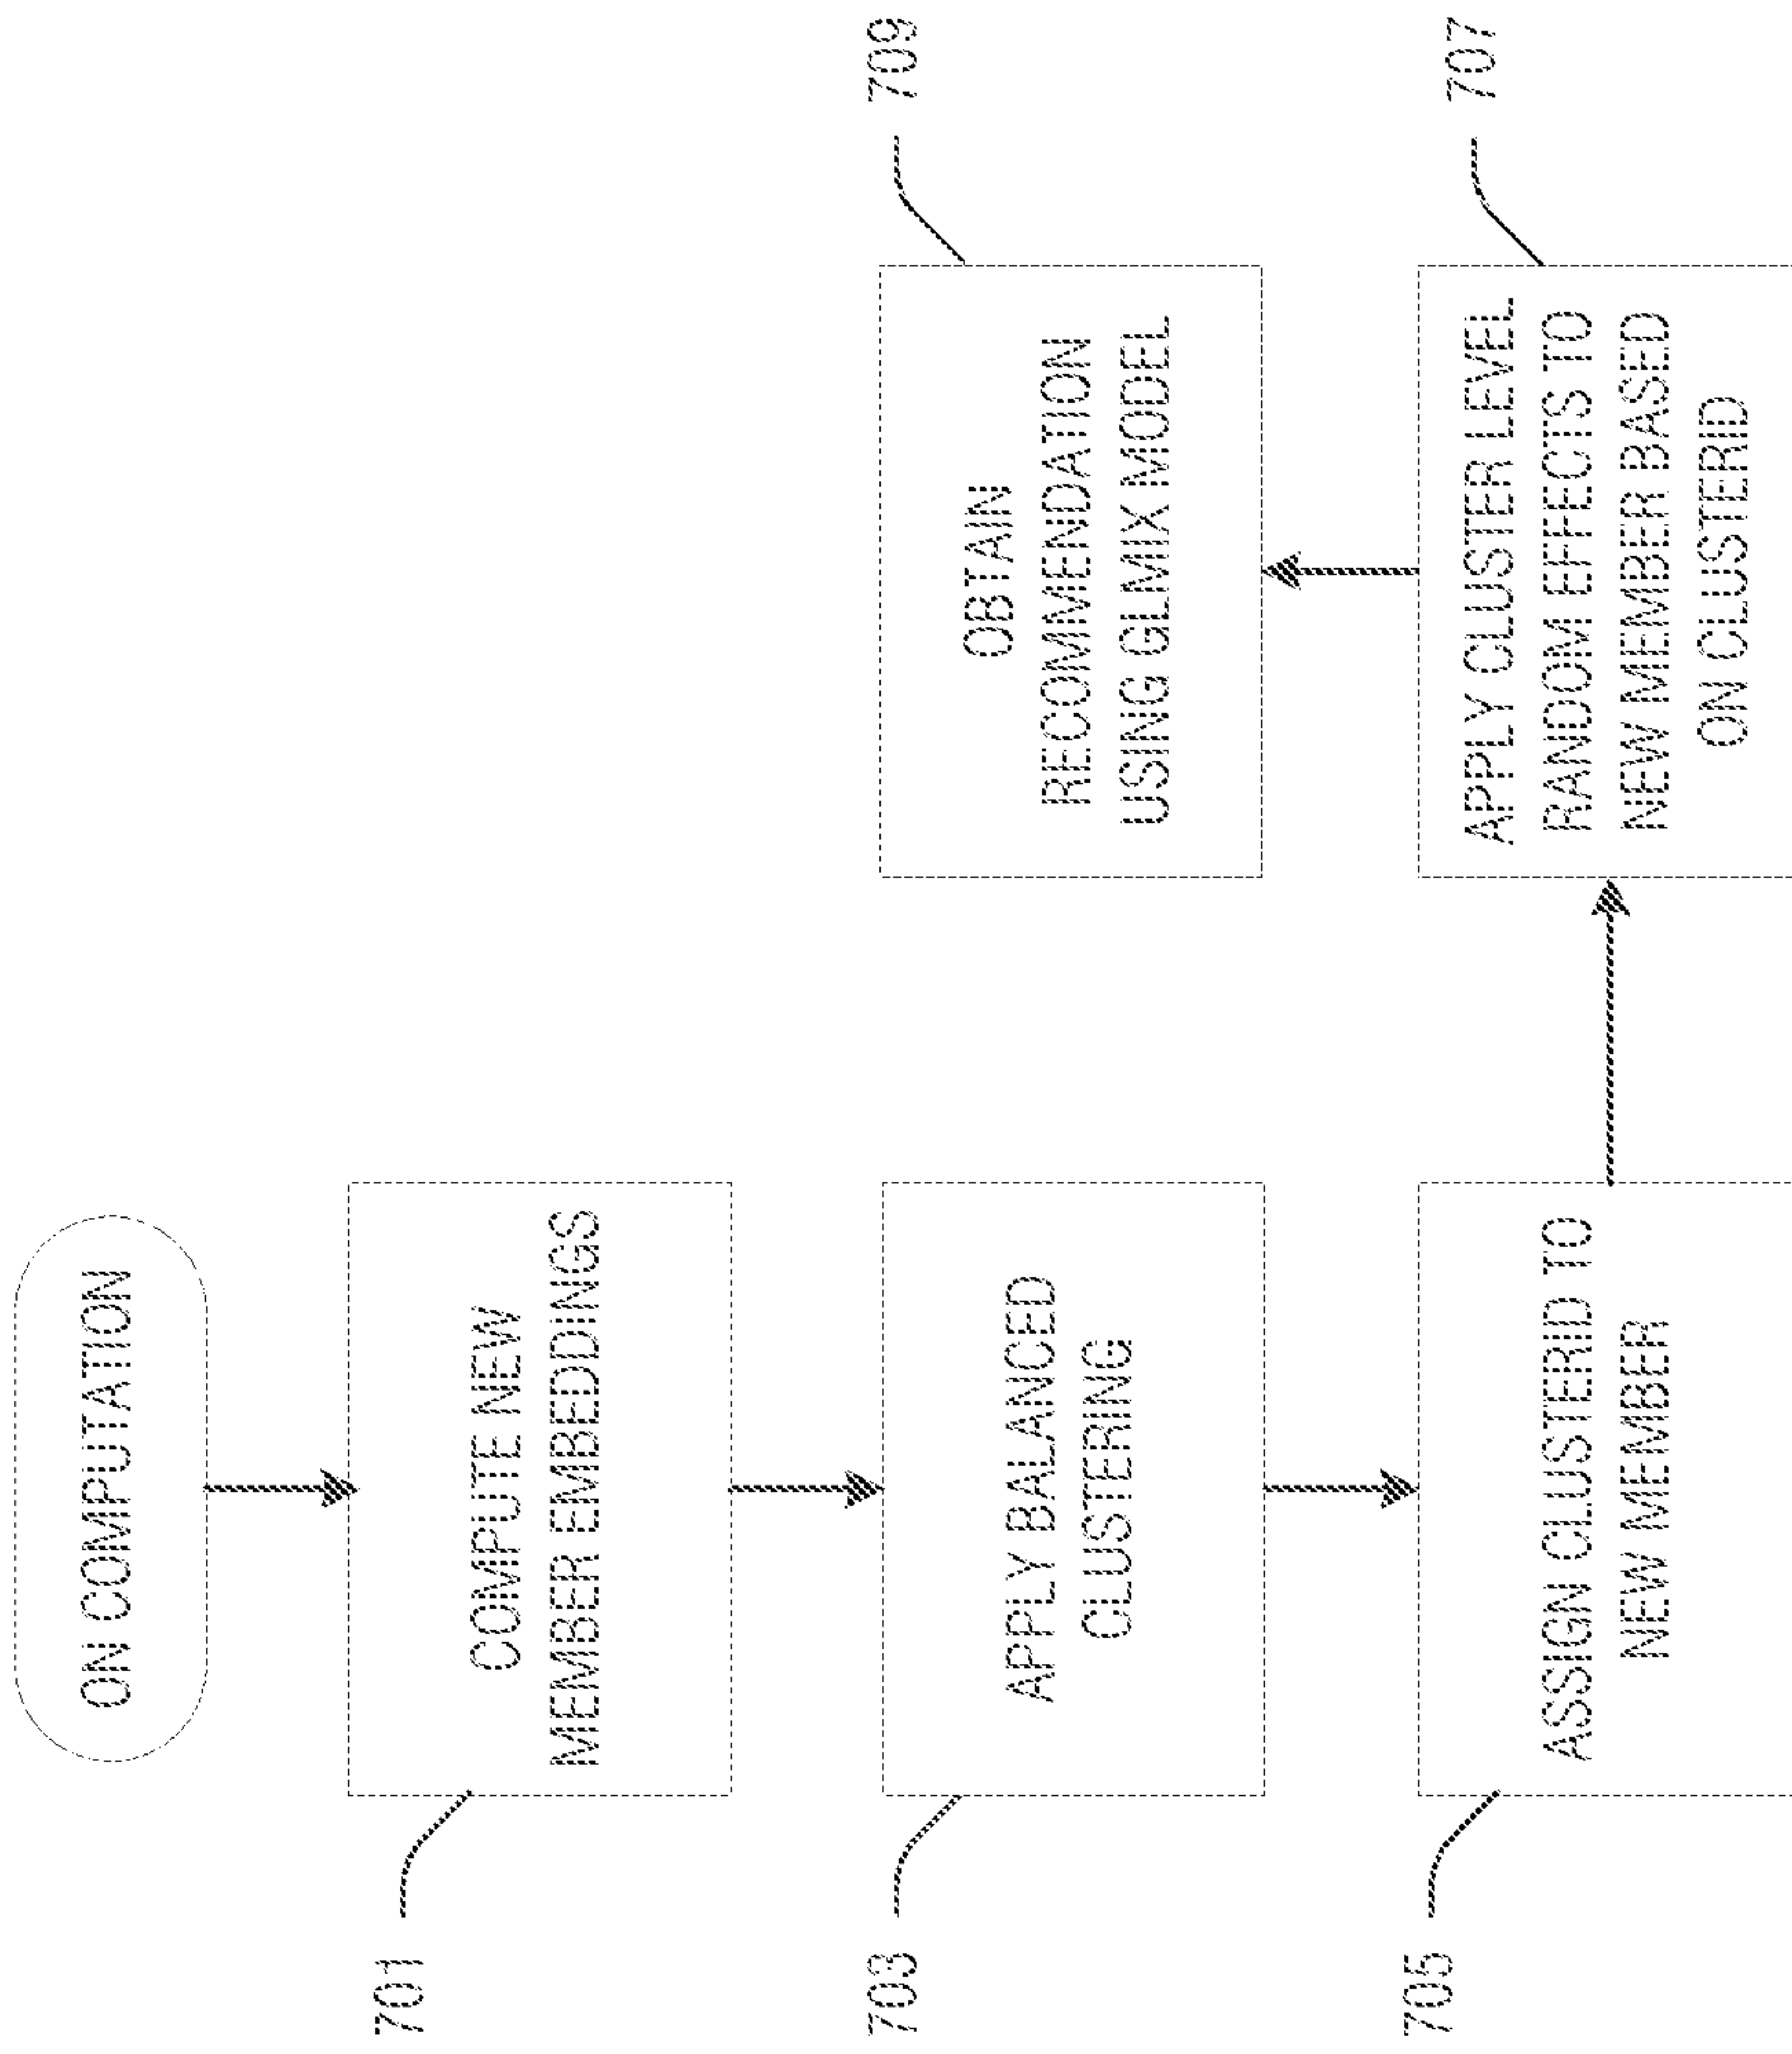 ON COMPUTATION
701
COMPUTE NEW
MEMBER EMBEDDINGS
703
APPLY BALANCED
CLUSTERING
705
ASSIGN CLUSTERID TO
NEW MEMBER
707
APPLY CLUSTER LEVEL
RANDOM EFFECTS TO
NEW MEMBER BASED
ON CLUSTERID
709
OBTAIN
RECOMMENDATION
USING GLMIX MODEL